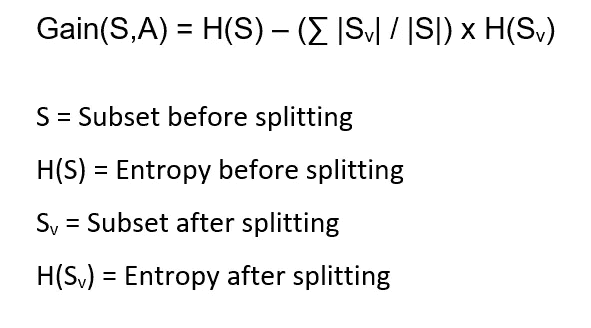 Gain(S,A) = H(S) – (∑ |Sᵥ| / |S|) x H(Sᵥ)
S = Subset before splitting
H(S) = Entropy before splitting
Sᵥ = Subset after splitting
H(Sᵥ) = Entropy after splitting